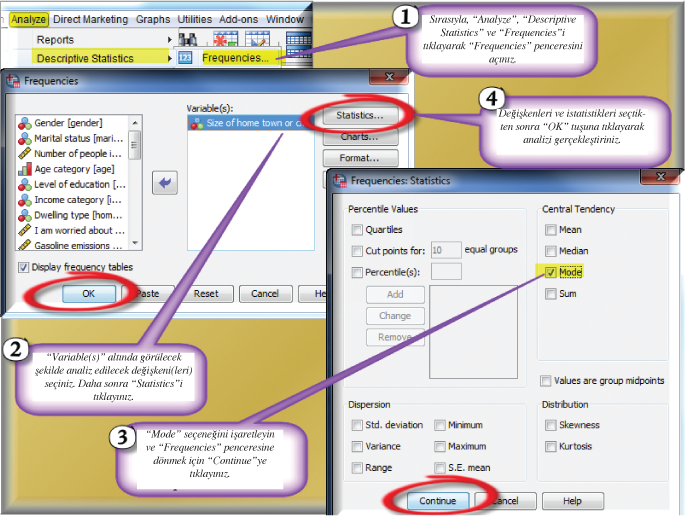 Analyze Direct Marketing Graphs Utilities Add-ons Window
Reports
Descriptive Statistics
123 Frequencies...
1
Sırasıyla, “Analyze”, “Descriptive
Statistics” ve “Frequencies”i
tıklayarak “Frequencies” penceresini
açınız.
Frequencies
Variable(s):
Gender [gender]
Marital status [mari...
Number of people i...
Age category [age]
Level of education [...
Income category [i...
Dwelling type [hom...
I am worried about ...
Gasoline emissions ...
Size of home town or
Statistics...
Charts...
Format...
Display frequency tables
OK
Paste
Reset
Cancel
4
Değişkenleri ve istatistikleri seçtik-
ten sonra “OK” tuşuna tıklayarak
analizi gerçekleştiriniz.
Frequencies: Statistics
Percentile Values
Quartiles
Cut points for: 10 equal groups
Percentile(s):
Add
Change
Remove
Central Tendency
Mean
Median
Mode
Sum
Values are group midpoints
Dispersion
Std. deviation
Minimum
Variance
Maximum
Range
S.E. mean
Distribution
Skewness
Kurtosis
Continue
Cancel
Help
2
“Variable(s)” altında görülecek
şekilde analiz edilecek değişkeni(leri)
seçiniz. Daha sonra “Statistics”i
tıklayınız.
3
“Mode” seçeneğini işaretleyin
ve “Frequencies” penceresine
dönmek için “Continue”ye
tıklayınız.